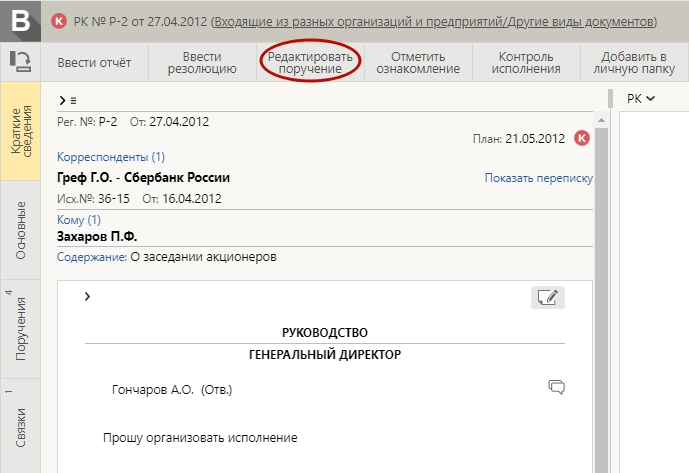 B К РК № Р-2 от 27.04.2012 (Входящие из разных организаций и предприятий/Другие виды документов)
Ввести отчёт
Ввести
резолюцию
Редактировать
поручение
Отметить
ознакомление
Контроль
исполнения
Добавить в
личную папку
Краткие
сведения
Основные
4
Поручения
1
Связки
РК
Рег. №: Р-2 От: 27.04.2012
План: 21.05.2012 К
Корреспонденты (1)
Греф Г.О. - Сбербанк России Показать переписку
Исх.№: 36-15 От: 16.04.2012
Кому (1)
Захаров П.Ф.
Содержание: О заседании акционеров
РУКОВОДСТВО
ГЕНЕРАЛЬНЫЙ ДИРЕКТОР
Гончаров А.О. (Отв.)
Прошу организовать исполнение